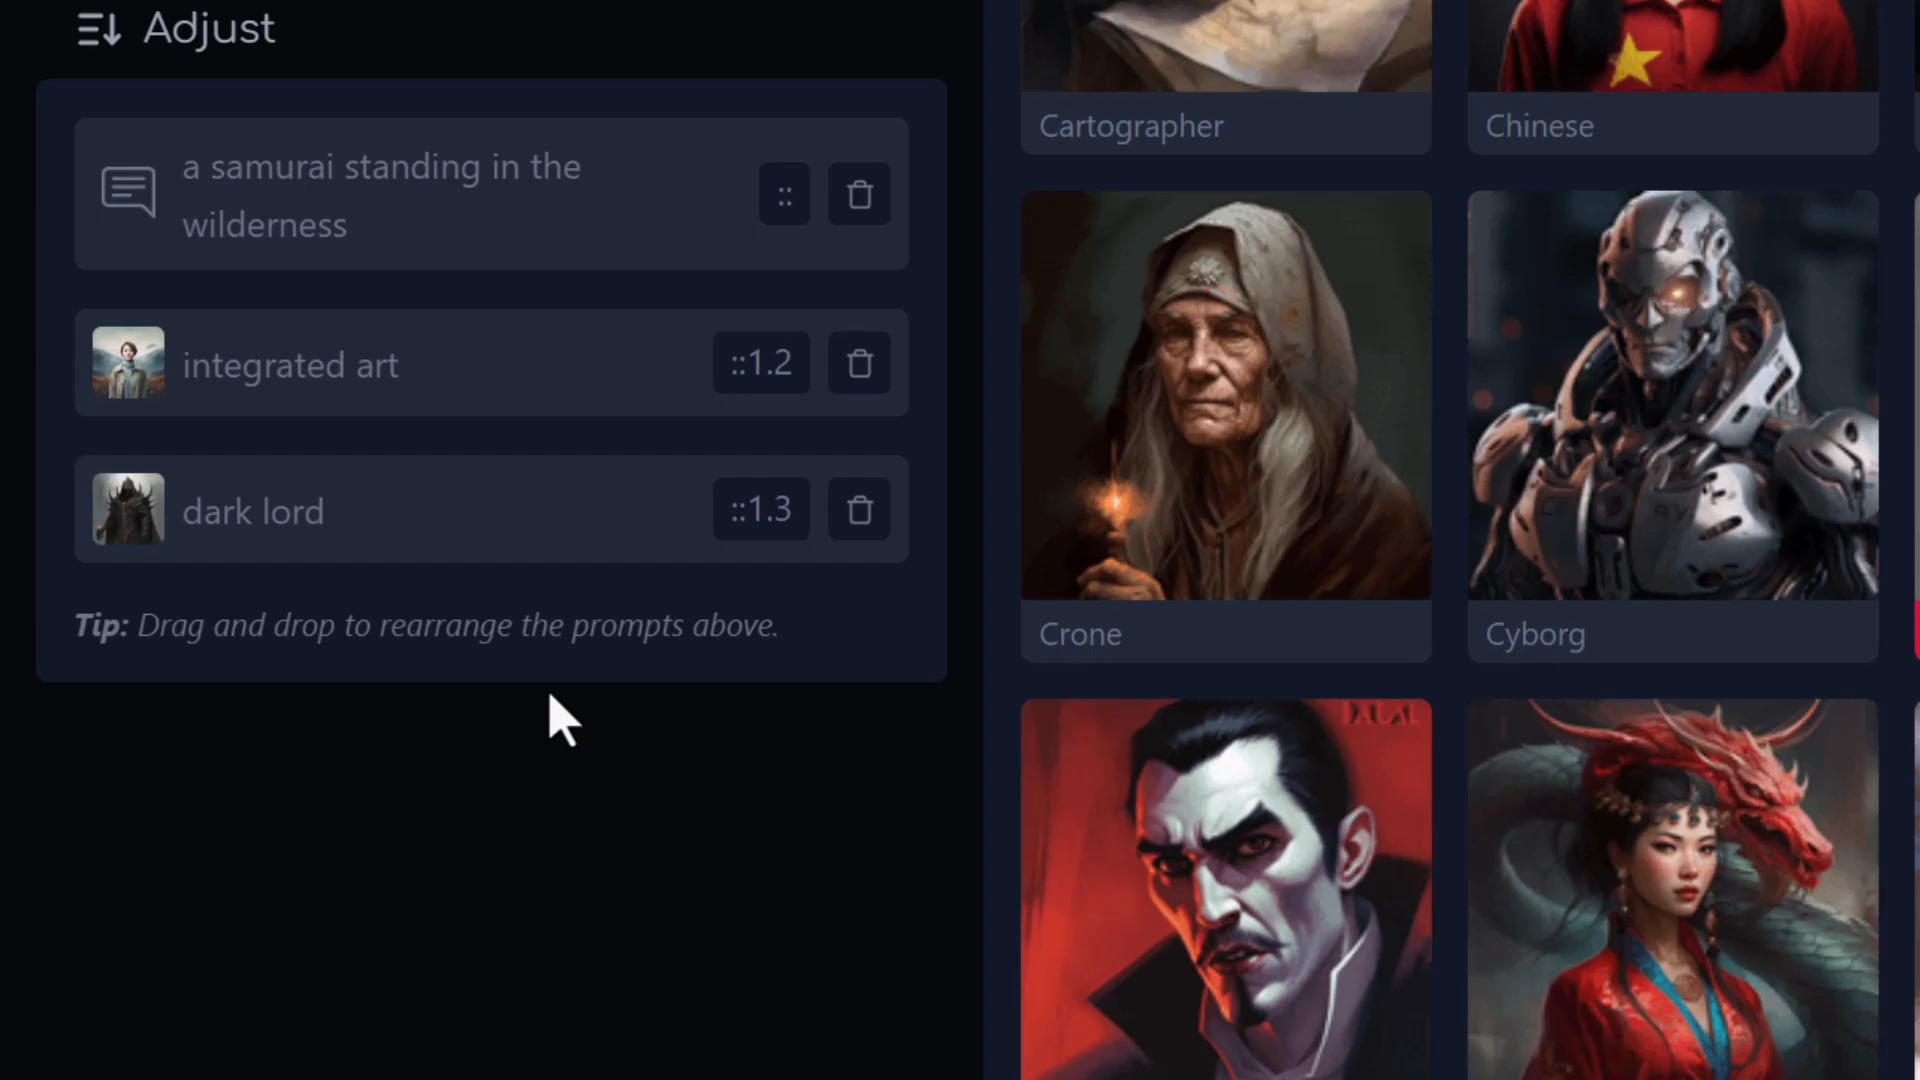 Adjust
a samurai standing in the
wilderness
::
integrated art
::1.2
dark lord
::1.3
Tip: Drag and drop to rearrange the prompts above.
Cartographer
Chinese
Crone
Cyborg